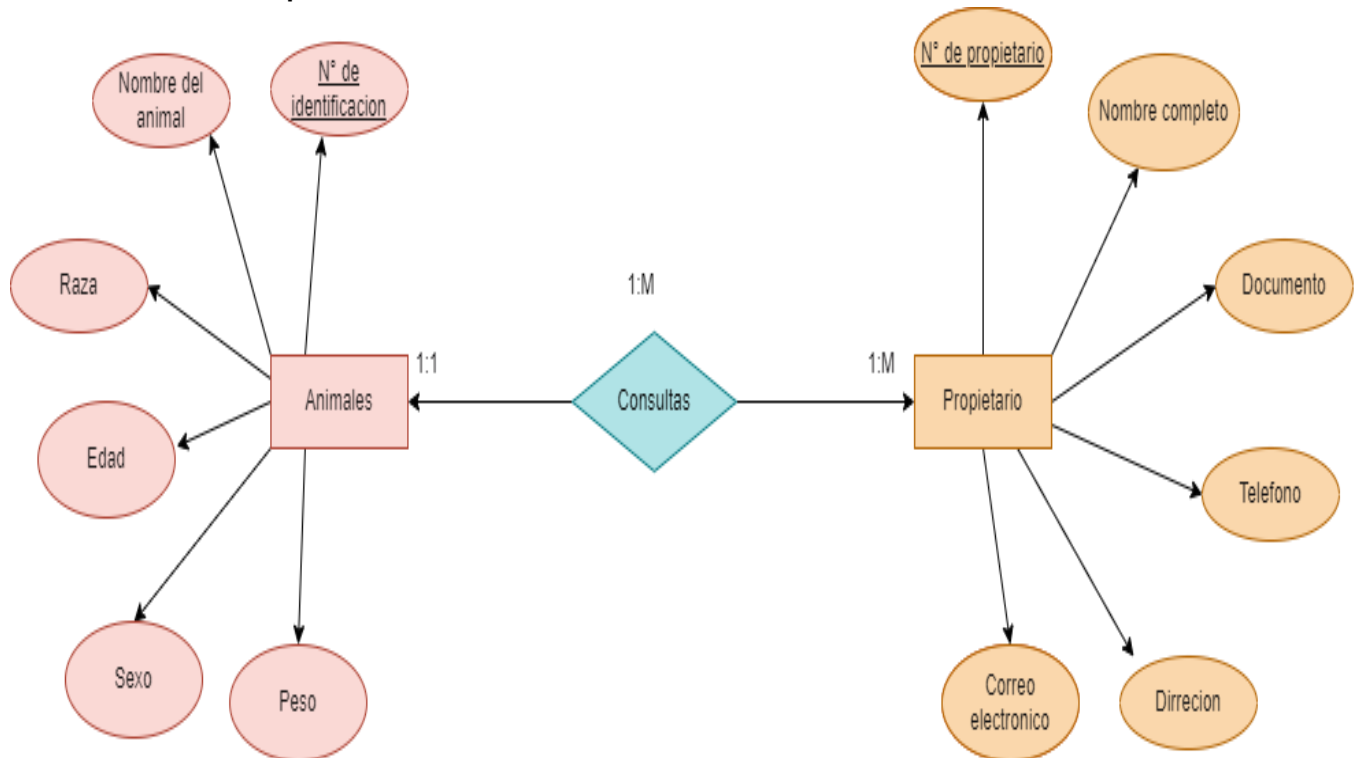 N° de propietario
Nombre del
animal
N° de
identificacion
Nombre completo
Raza
1:M
Documento
1:1
1:M
Animales
Consultas
Propietario
Edad
Telefono
Sexo
Peso
Correo
electronico
Dirrecion